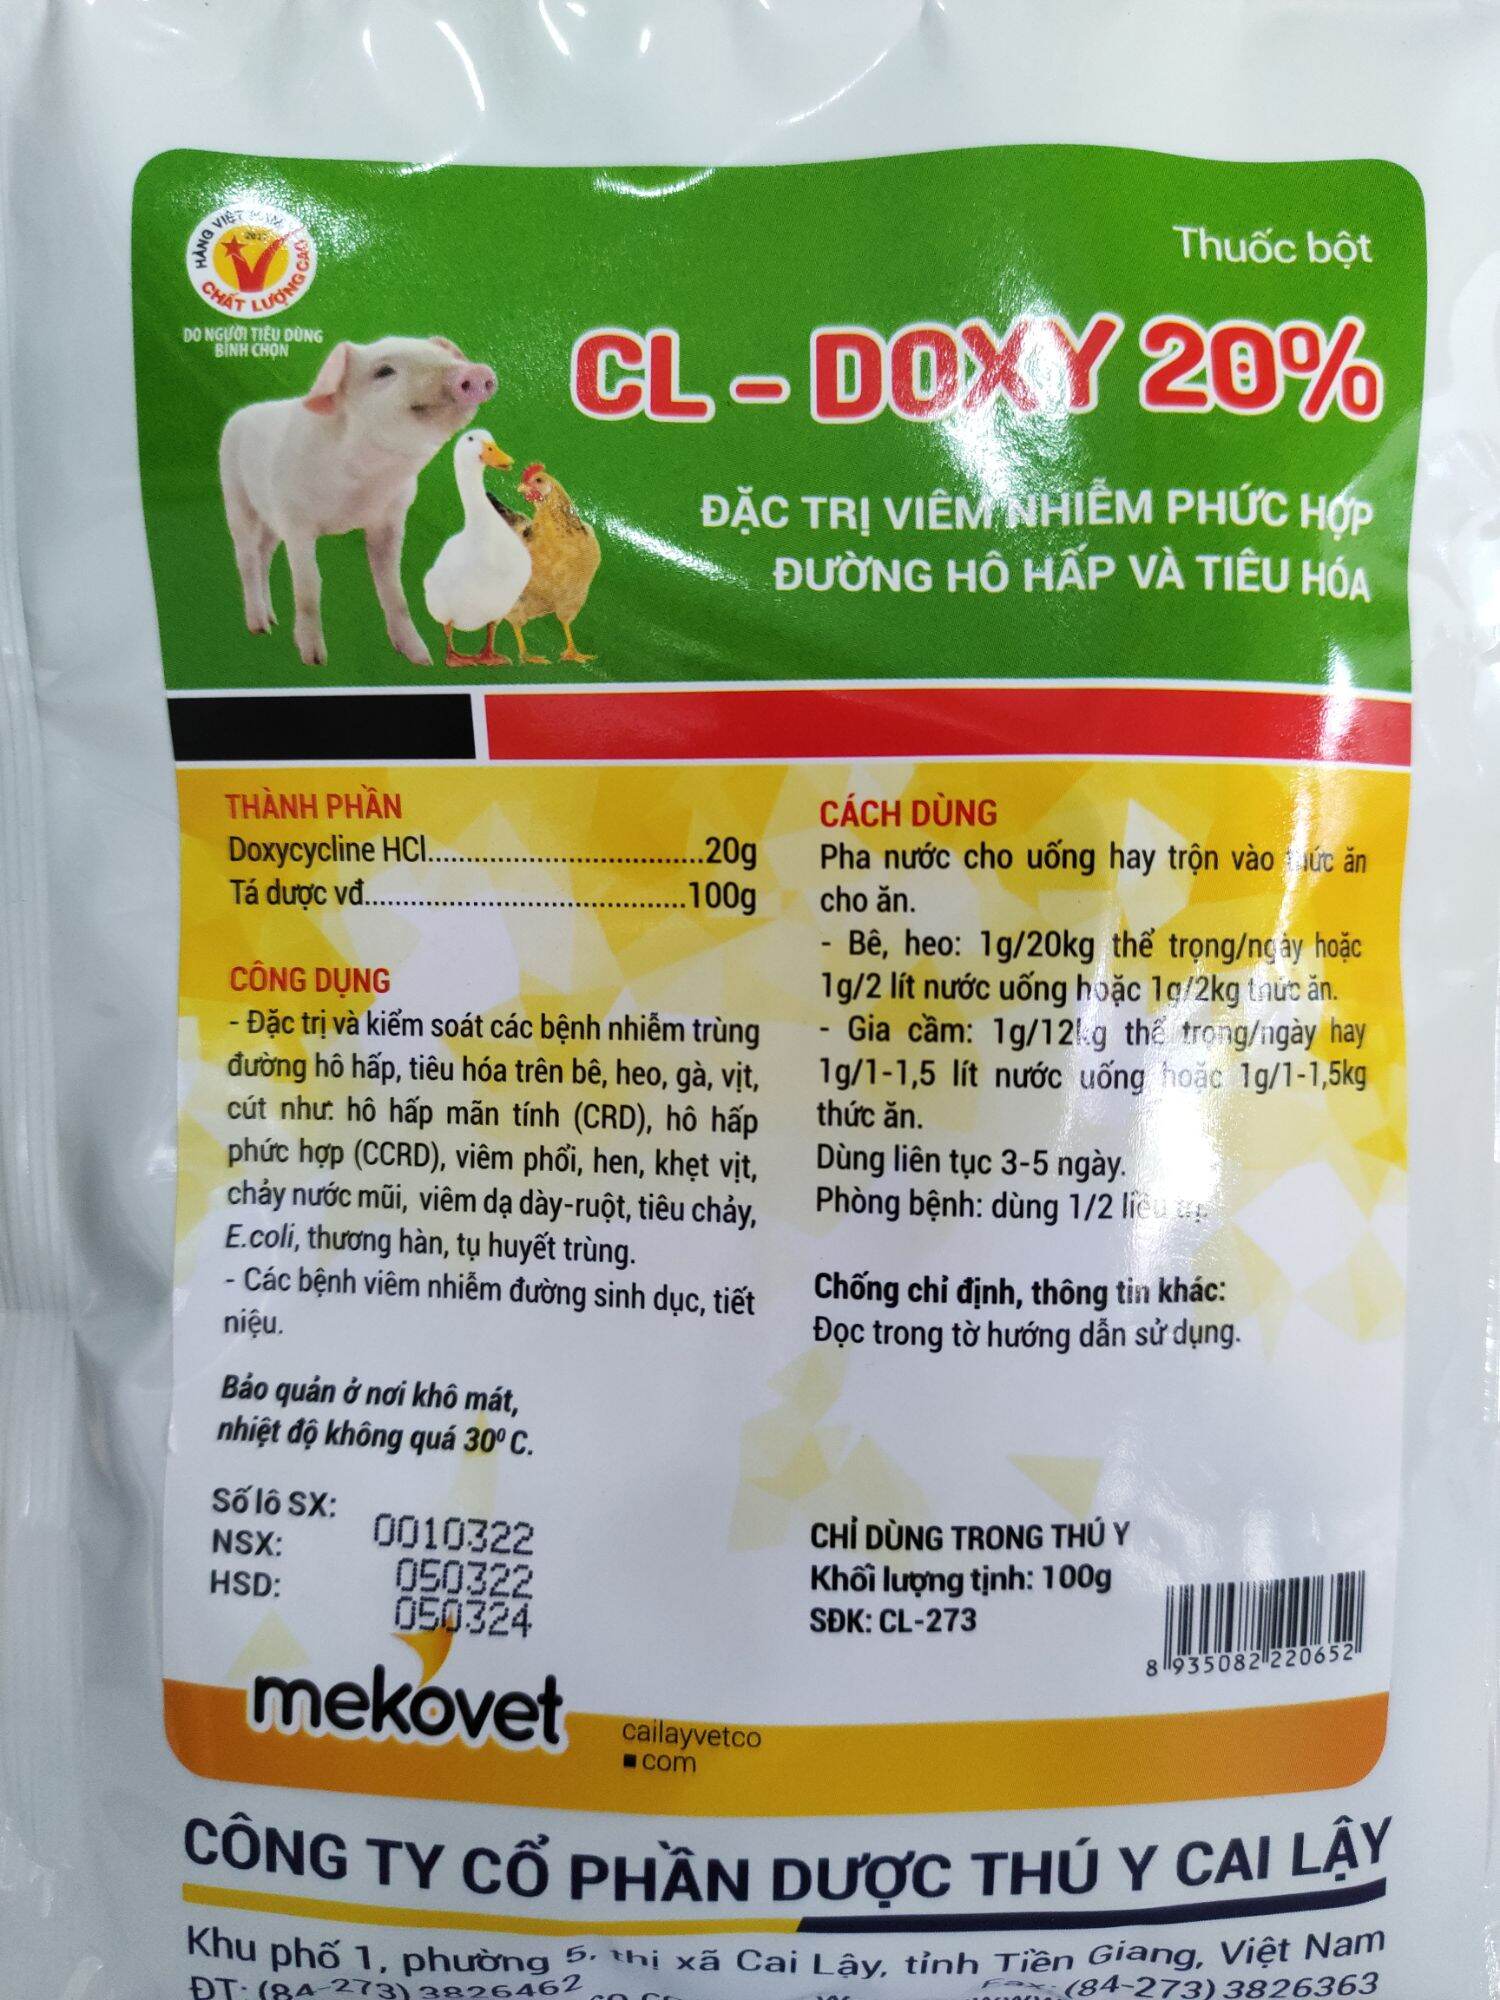 HÀNG VIỆT NAM
CHẤT LƯỢNG CAO
DO NGƯỜI TIÊU DÙNG
BÌNH CHỌN
Thuốc bột
CL - DOXY 20%
ĐẶC TRỊ VIÊM NHIỄM PHỨC HỢP
ĐƯỜNG HÔ HẤP VÀ TIÊU HÓA
THÀNH PHẦN
Doxycycline HCl....................................20g
Tá dược vđ..........................................100g
CÔNG DỤNG
- Đặc trị và kiểm soát các bệnh nhiễm trùng
đường hô hấp, tiêu hóa trên bê, heo, gà, vịt,
cút như: hô hấp mãn tính (CRD), hô hấp
phức hợp (CCRD), viêm phổi, hen, khẹt vịt,
chảy nước mũi, viêm dạ dày-ruột, tiêu chảy,
E.coli, thương hàn, tụ huyết trùng.
- Các bệnh viêm nhiễm đường sinh dục, tiết
niệu.
Bảo quản ở nơi khô mát,
nhiệt độ không quá 30⁰ C.
Số lô SX: 0010322
NSX: 050322
HSD: 050324
CÁCH DÙNG
Pha nước cho uống hay trộn vào thức ăn
cho ăn.
- Bê, heo: 1g/20kg thể trọng/ngày hoặc
1g/2 lít nước uống hoặc 1g/2kg thức ăn.
- Gia cầm: 1g/12kg thể trọng/ngày hay
1g/1-1,5 lít nước uống hoặc 1g/1-1,5kg
thức ăn.
Dùng liên tục 3-5 ngày.
Phòng bệnh: dùng 1/2 liều trị.
Chống chỉ định, thông tin khác:
Đọc trong tờ hướng dẫn sử dụng.
CHỈ DÙNG TRONG THÚ Y
Khối lượng tịnh: 100g
SĐK: CL-273
8 935082 220652
mekovet
cailayvetco
com
CÔNG TY CỔ PHẦN DƯỢC THÚ Y CAI LẬY
Khu phố 1, phường 5, thị xã Cai Lậy, tỉnh Tiền Giang, Việt Nam
ĐT: (84-273) 3826462 Fax: (84-273) 3826363